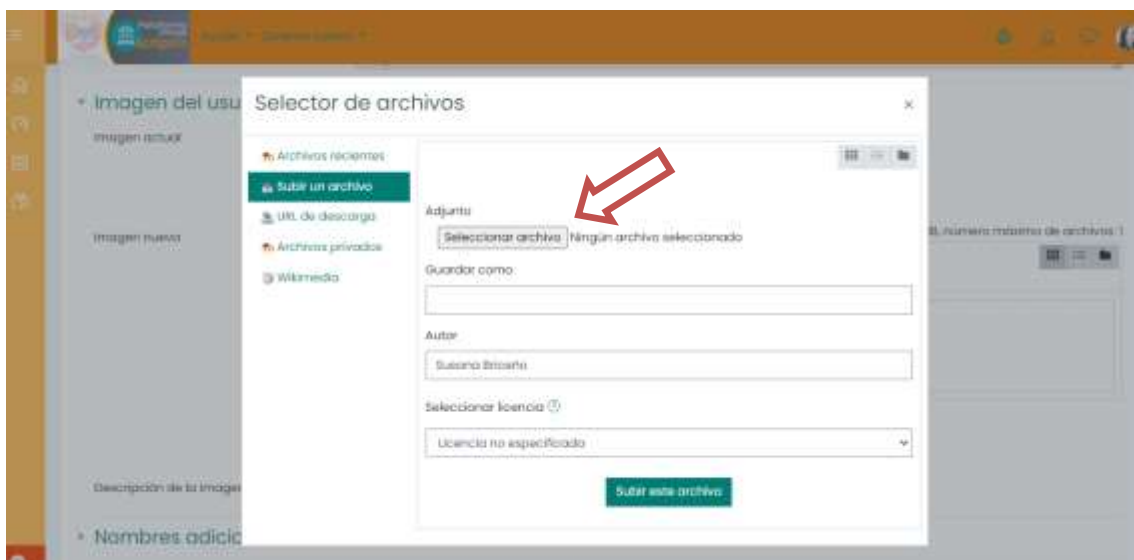 Imagen del usu
Selector de archivos
×
Imagen actual
Archivos recientes
Subir un archivo
URL de descarga
Archivos privados
Wikimedia
Adjunto
Seleccionar archivo Ningún archivo seleccionado
Guardar como
Autor
Susana Briceño
Seleccionar licencia
Licencia no especificada
Subir este archivo
Imagen nueva
número máximo de archivos: 1
Descripción de la image
Nombres adicio